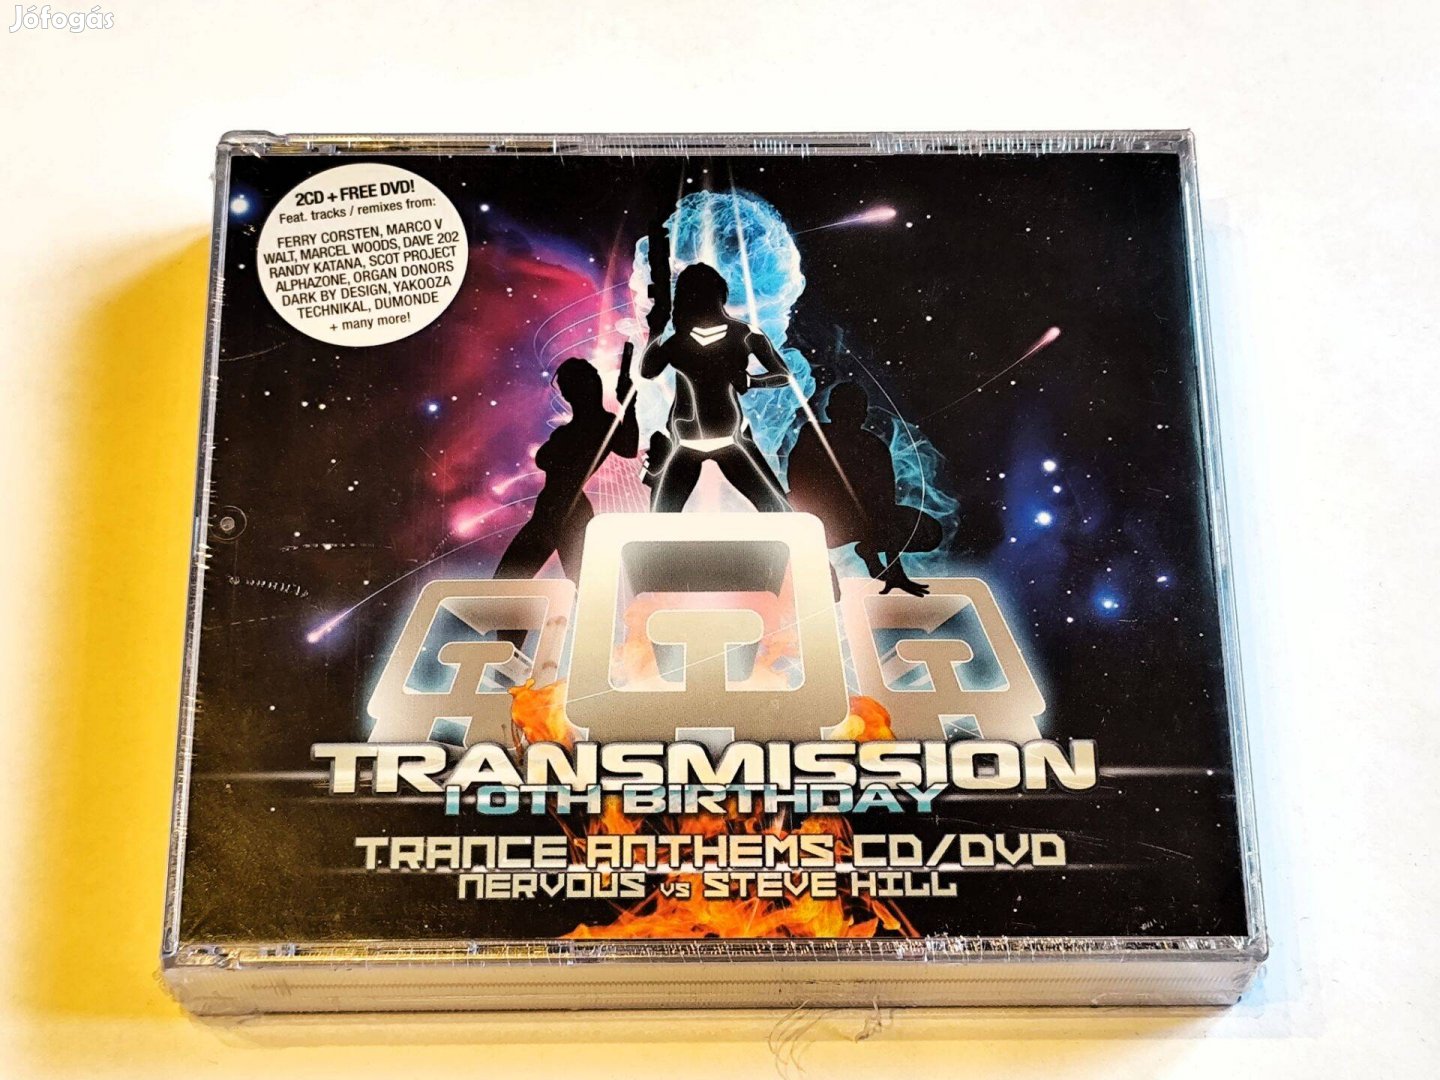 Jófogás
2CD + FREE DVD!
Feat. tracks / remixes from:
FERRY CORSTEN, MARCO V
WALT, MARCEL WOODS, DAVE 202
RANDY KATANA, SCOT PROJECT
ALPHAZONE, ORGAN DONORS
DARK BY DESIGN, YAKOOZA
TECHNIKAL, DUMONDE
+ many more!
TRANSMISSION
10TH BIRTHDAY
TRANCE ANTHEMS CD/DVD
NERVOUS vs STEVE HILL